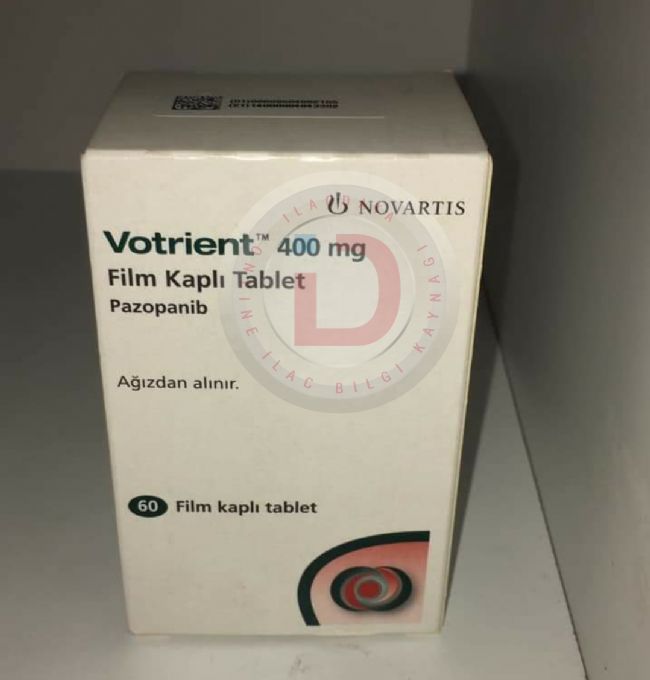 NOVARTIS
Votrient™ 400 mg
Film Kaplı Tablet
Pazopanib
Ağızdan alınır.
60 Film kaplı tablet